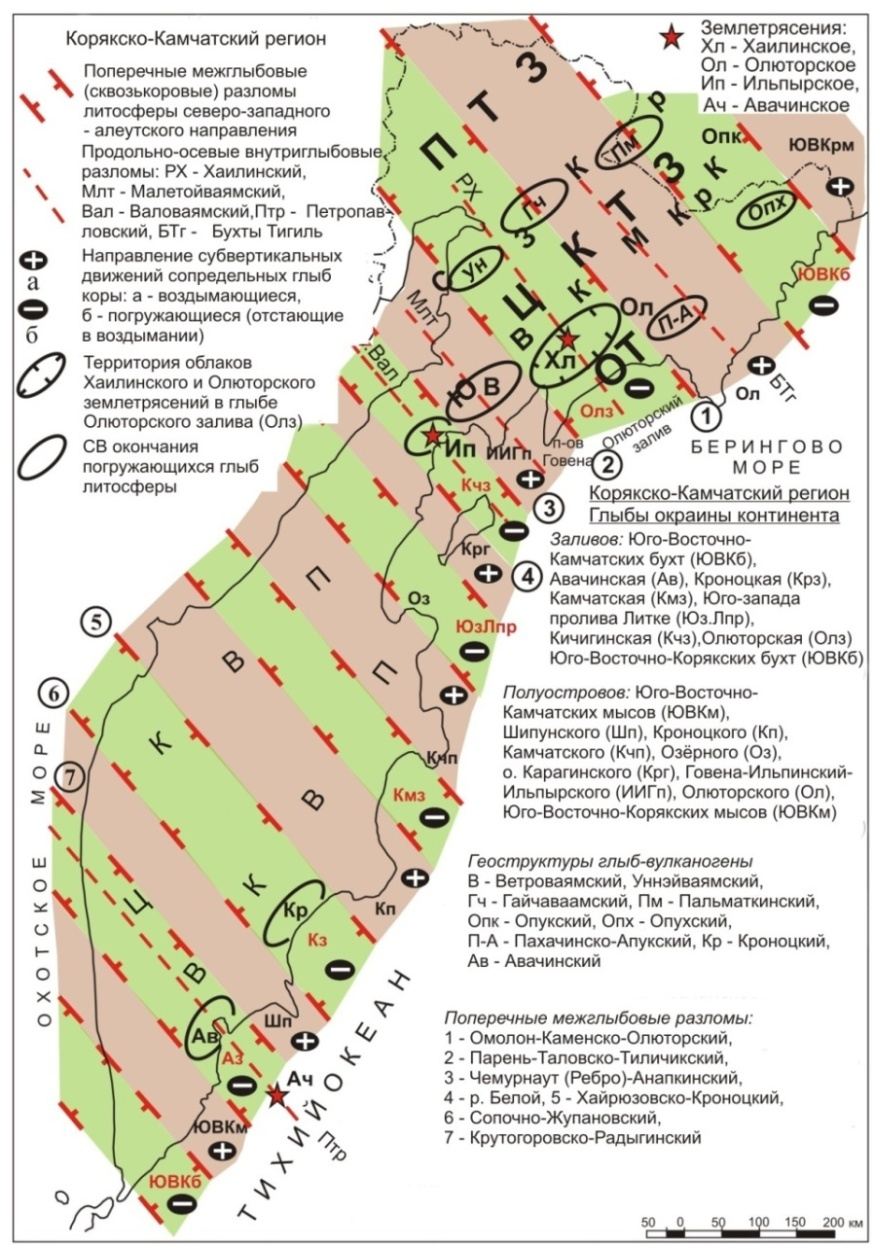 Корякско-Камчатский регион
Поперечные межглыбовые
(сквозькоровые) разломы
литосферы северо-западного
- алеутского направления
Продольно-осевые внутриглыбовые
разломы: РХ - Хаилинский,
Млт - Малетойваямский,
Вал - Валоваямский,Птр - Петропав-
ловский, БТг - Бухты Тигиль
Направление субвертикальных
движений сопредельных глыб
коры: а - воздымающиеся,
б - погружающиеся (отстающие
в воздымании)
а
б
Территория облаков
Хаилинского и Олюторского
землетрясений в глыбе
Олюторского залива (Олз)
СВ окончания
погружающихся глыб
литосферы
Землетрясения:
Хл - Хаилинское,
Ол - Олюторское
Ип - Ильпырское,
Ач - Авачинское
П Т З
Ц К Т З
К М К р К
В К К
Ю
ОТ
С З
р
Пм
Опк
ЮВКрм
Опх
РХ
Гч
Ун
ЮВКб
Млт
Ол
П-А
Хл
В
Вал
БТг
Ол
Олз
Олюторский
залив
п-ов
Говена
1
2
3
4
БЕРИНГОВО
МОРЕ
Ип
ИИГп
Кчз
Крг
Оз
ЮзЛпр
П П
В В
К К
Ц В
5
6
7
ОХОТСКОЕ МОРЕ
Кчп
Кмз
Кп
Кр
Кз
Шп
Ав
Аз
Ач
Птр
ЮВКм
ЮВКб
О
ТИХИЙ ОКЕАН
Корякско-Камчатский регион
Глыбы окраины континента
Заливов: Юго-Восточно-
Камчатских бухт (ЮВКб),
Авачинская (Ав), Кроноцкая (Крз),
Камчатская (Кмз), Юго-запада
пролива Литке (Юз.Лпр),
Кичигинская (Кчз),Олюторская (Олз)
Юго-Восточно-Корякских бухт (ЮВКб)
Полуостровов: Юго-Восточно-
Камчатских мысов (ЮВКм),
Шипунского (Шп), Кроноцкого (Кп),
Камчатского (Кчп), Озёрного (Оз),
о. Карагинского (Крг), Говена-Ильпинский-
Ильпырского (ИИГп), Олюторского (Ол),
Юго-Восточно-Корякских мысов (ЮВКм)
Геоструктуры глыб-вулканогены
В - Ветроваямский, Уннэйваямский,
Гч - Гайчаваамский, Пм - Пальматкинский,
Опк - Опукский, Опх - Опухский,
П-А - Пахачинско-Апукский, Кр - Кроноцкий,
Ав - Авачинский
Поперечные межглыбовые разломы:
1 - Омолон-Каменско-Олюторский,
2 - Парень-Таловско-Тиличикский,
3 - Чемурнаут (Ребро)-Анапкинский,
4 - р. Белой, 5 - Хайрюзовско-Кроноцкий,
6 - Сопочно-Жупановский,
7 - Крутогоровско-Радыгинский
50 0 50 100 150 200 км